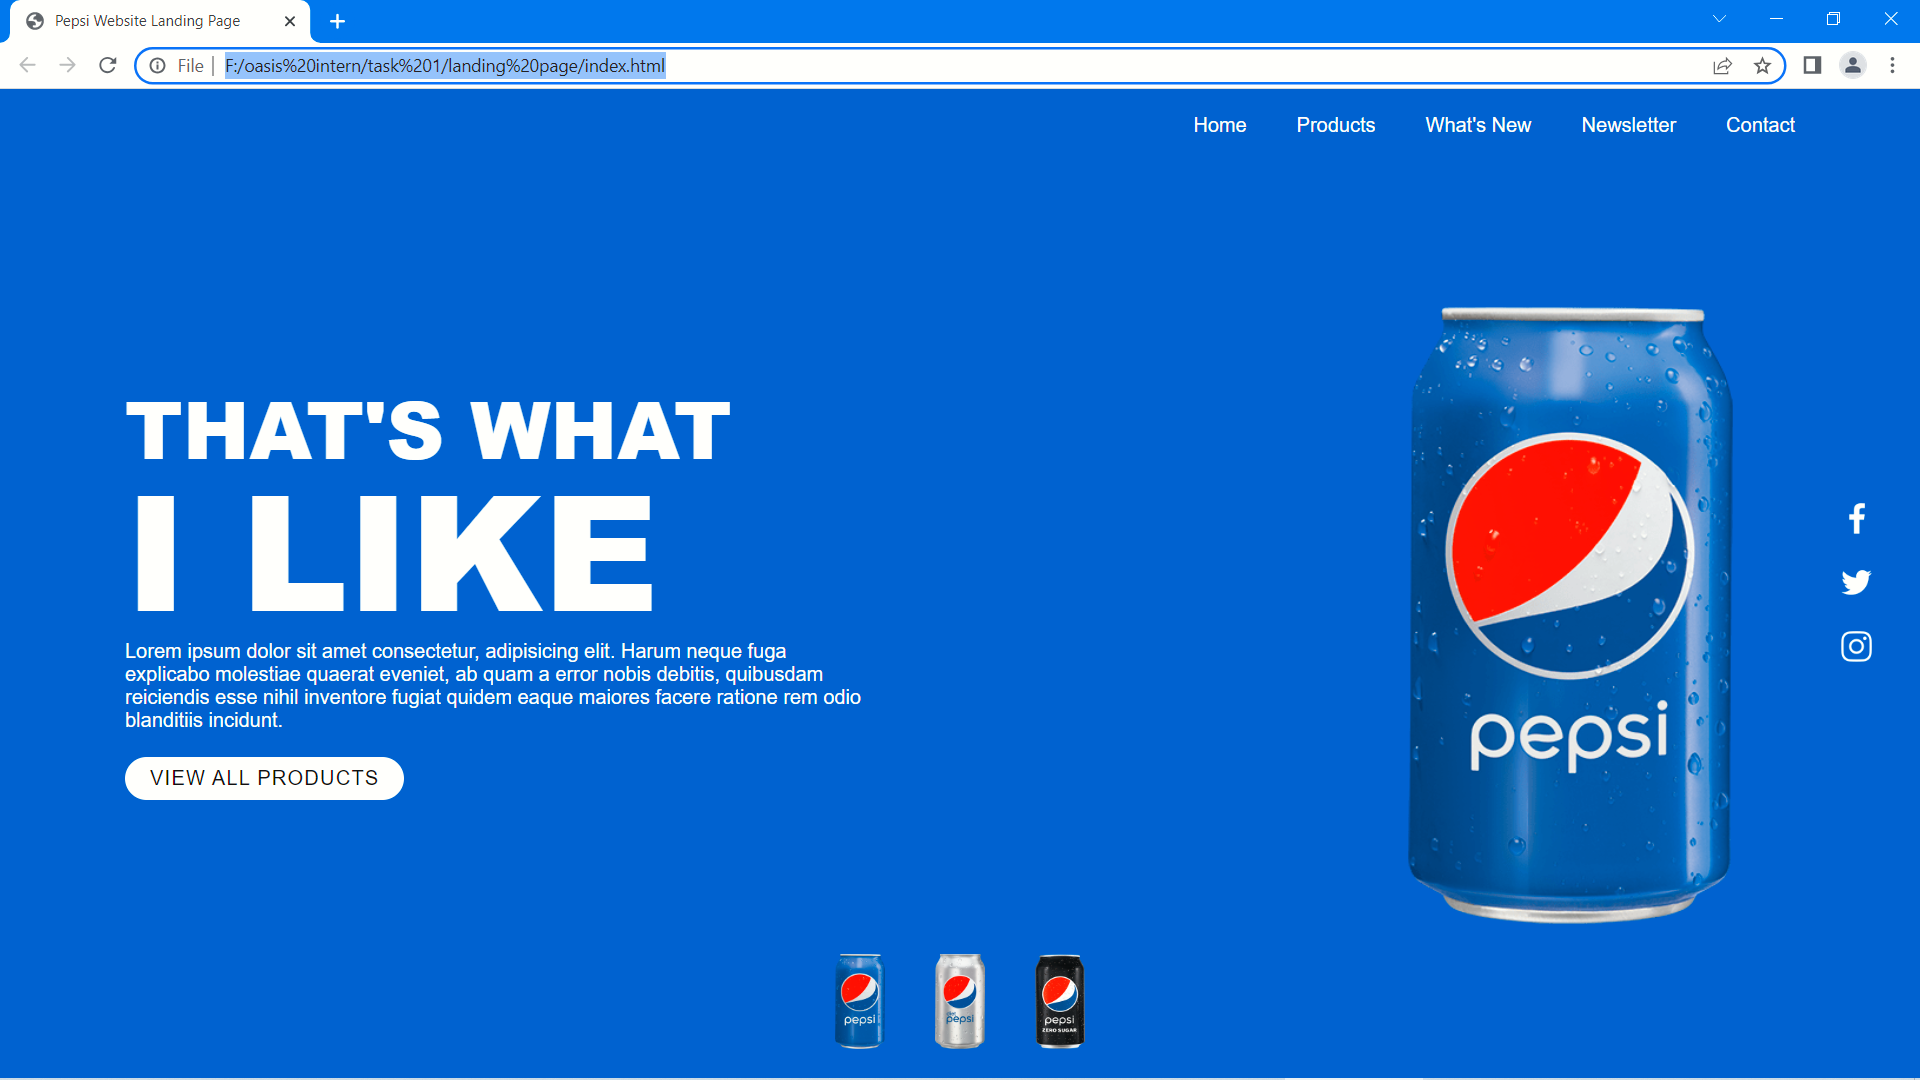 Pepsi Website Landing Page
File | F:/oasis%20intern/task%201/landing%20page/index.html
Home Products What's New Newsletter Contact
THAT'S WHAT
I LIKE
Lorem ipsum dolor sit amet consectetur, adipisicing elit. Harum neque fuga
explicabo molestiae quaerat eveniet, ab quam a error nobis debitis, quibusdam
reiciendis esse nihil inventore fugiat quidem eaque maiores facere ratione rem odio
blanditiis incidunt.
VIEW ALL PRODUCTS
pepsi
pepsi
diet
pepsi
pepsi
ZERO SUGAR